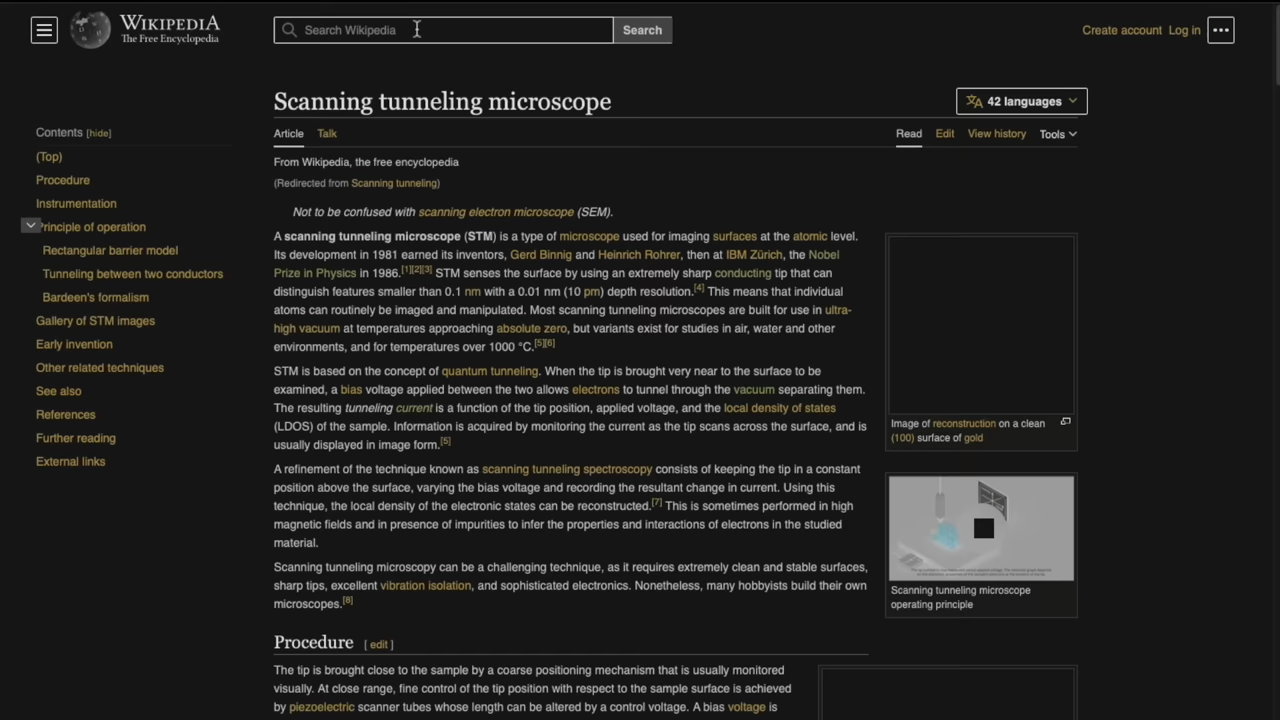 WIKIPEDIA
The Free Encyclopedia
Search Wikipedia
Search
Create account Log in
Scanning tunneling microscope
42 languages
Contents [hide]
(Top)
Procedure
Instrumentation
Principle of operation
Rectangular barrier model
Tunneling between two conductors
Bardeen's formalism
Gallery of STM images
Early invention
Other related techniques
See also
References
Further reading
External links
Article Talk
Read Edit View history Tools
From Wikipedia, the free encyclopedia
(Redirected from Scanning tunneling)
Not to be confused with scanning electron microscope (SEM).
A scanning tunneling microscope (STM) is a type of microscope used for imaging surfaces at the atomic level.
Its development in 1981 earned its inventors, Gerd Binnig and Heinrich Rohrer, then at IBM Zürich, the Nobel
Prize in Physics in 1986.[1][2][3] STM senses the surface by using an extremely sharp conducting tip that can
distinguish features smaller than 0.1 nm with a 0.01 nm (10 pm) depth resolution.[4] This means that individual
atoms can routinely be imaged and manipulated. Most scanning tunneling microscopes are built for use in ultra-
high vacuum at temperatures approaching absolute zero, but variants exist for studies in air, water and other
environments, and for temperatures over 1000 °C.[5][6]
STM is based on the concept of quantum tunneling. When the tip is brought very near to the surface to be
examined, a bias voltage applied between the two allows electrons to tunnel through the vacuum separating them.
The resulting tunneling current is a function of the tip position, applied voltage, and the local density of states
(LDOS) of the sample. Information is acquired by monitoring the current as the tip scans across the surface, and is
usually displayed in image form.[5]
A refinement of the technique known as scanning tunneling spectroscopy consists of keeping the tip in a constant
position above the surface, varying the bias voltage and recording the resultant change in current. Using this
technique, the local density of the electronic states can be reconstructed.[7] This is sometimes performed in high
magnetic fields and in presence of impurities to infer the properties and interactions of electrons in the studied
material.
Scanning tunneling microscopy can be a challenging technique, as it requires extremely clean and stable surfaces,
sharp tips, excellent vibration isolation, and sophisticated electronics. Nonetheless, many hobbyists build their own
microscopes.[8]
Image of reconstruction on a clean
(100) surface of gold
Scanning tunneling microscope
operating principle
Procedure [ edit ]
The tip is brought close to the sample by a coarse positioning mechanism that is usually monitored
visually. At close range, fine control of the tip position with respect to the sample surface is achieved
by piezoelectric scanner tubes whose length can be altered by a control voltage. A bias voltage is